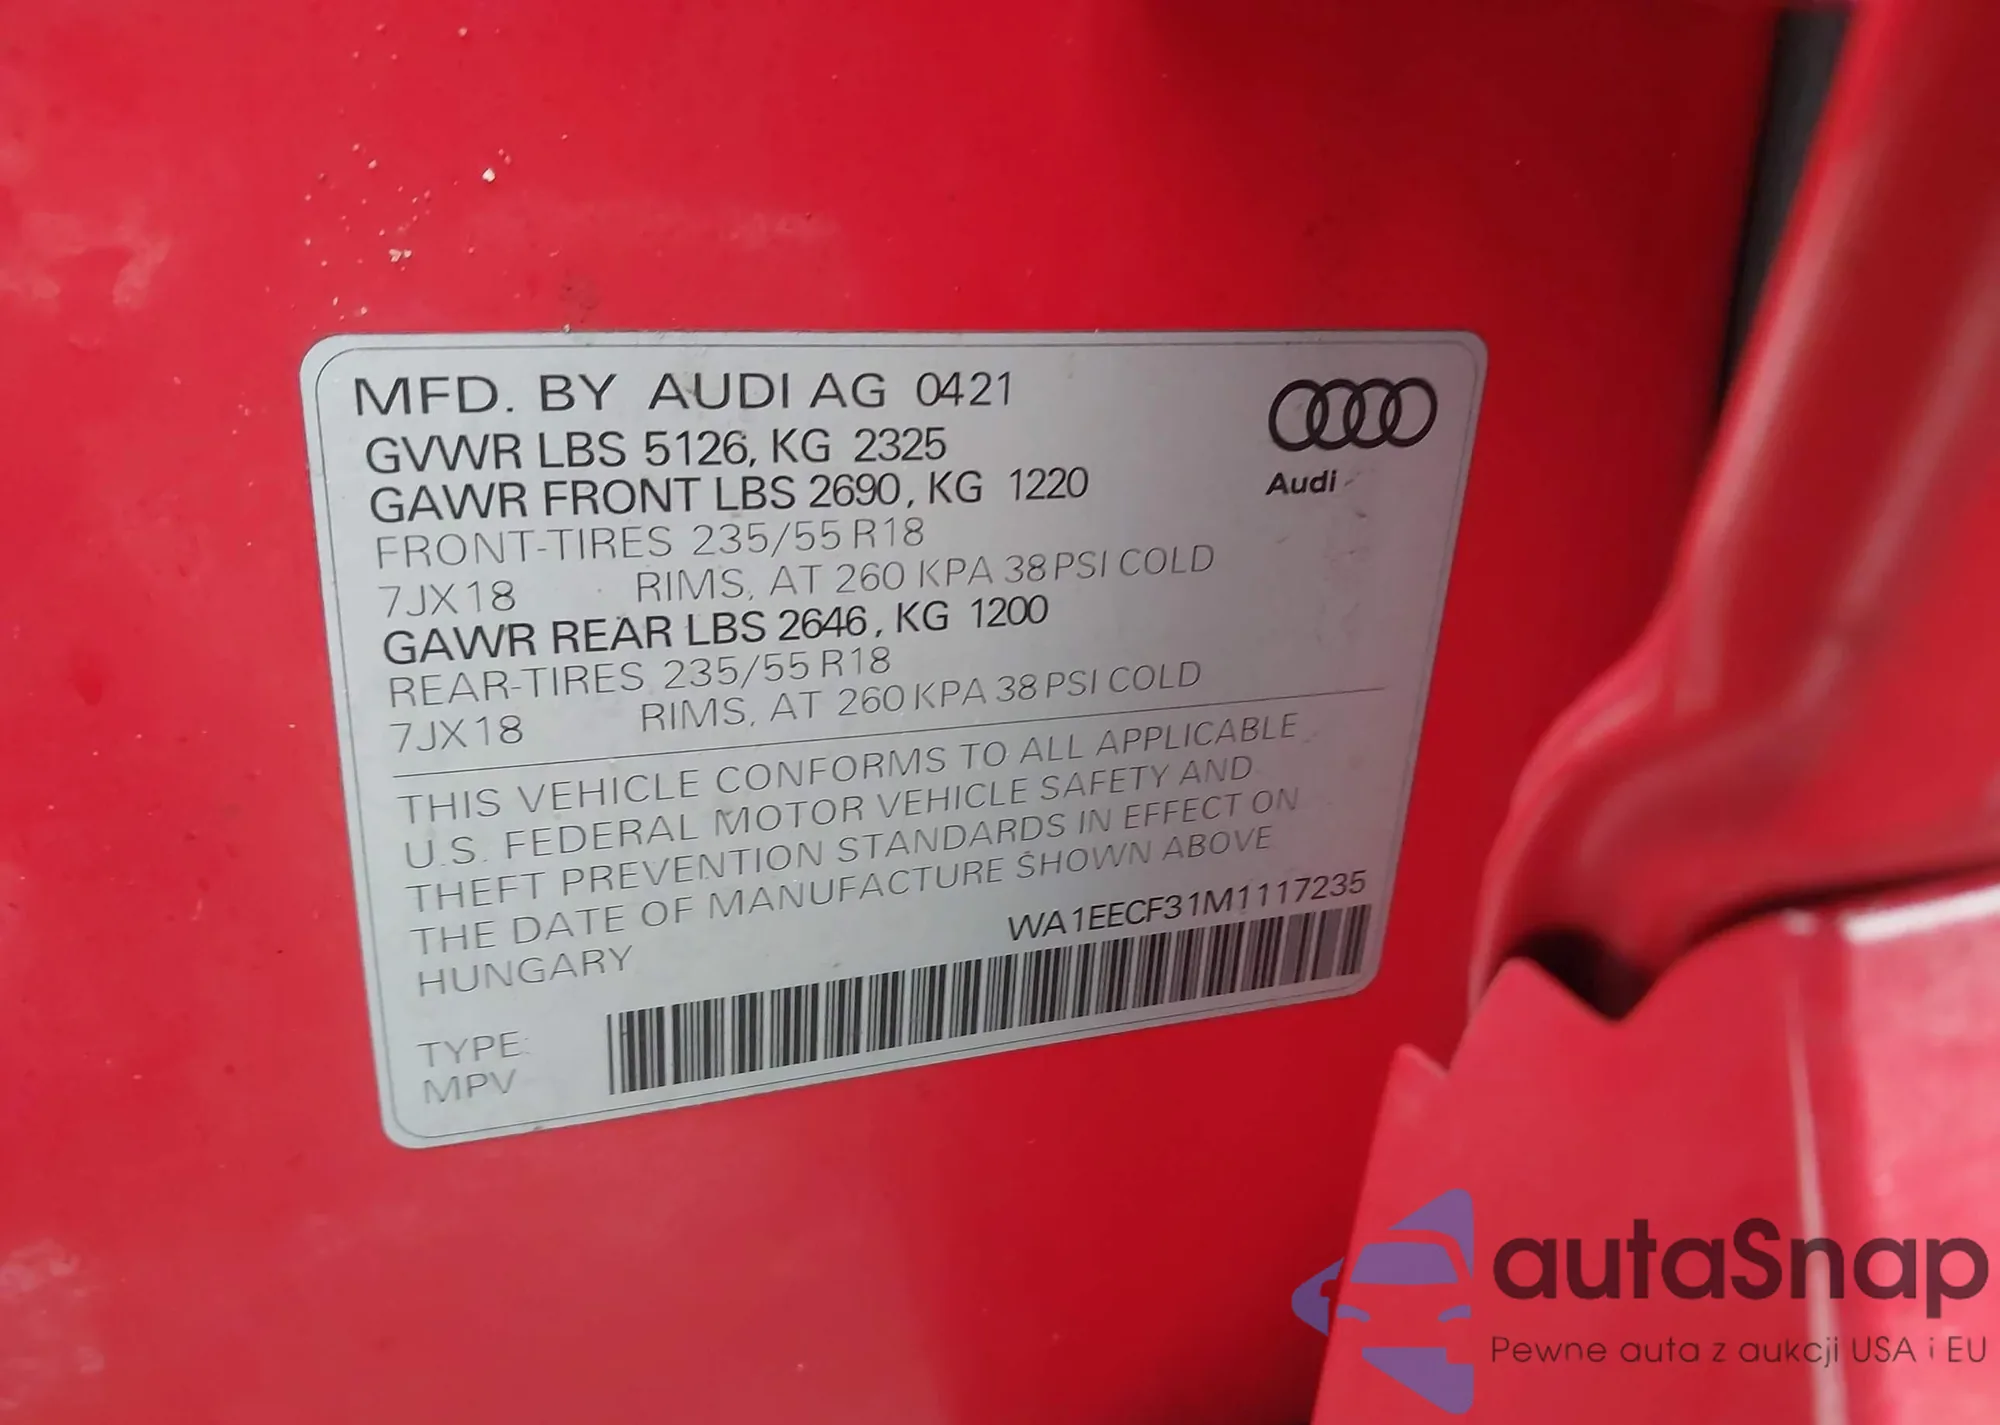 MFD. BY AUDI AG 0421
GVWR LBS 5126, KG 2325
GAWR FRONT LBS 2690, KG 1220
FRONT-TIRES 235/55 R18
7JX18 RIMS, AT 260 KPA 38 PSI COLD
GAWR REAR LBS 2646, KG 1200
REAR-TIRES 235/55 R18
7JX18 RIMS, AT 260 KPA 38 PSI COLD
Audi
THIS VEHICLE CONFORMS TO ALL APPLICABLE
U.S. FEDERAL MOTOR VEHICLE SAFETY AND
THEFT PREVENTION STANDARDS IN EFFECT ON
THE DATE OF MANUFACTURE SHOWN ABOVE
HUNGARY
WA1EECF31M1117235
TYPE:
MPV
autaSnap
Pewne auta z aukcji USA i EU